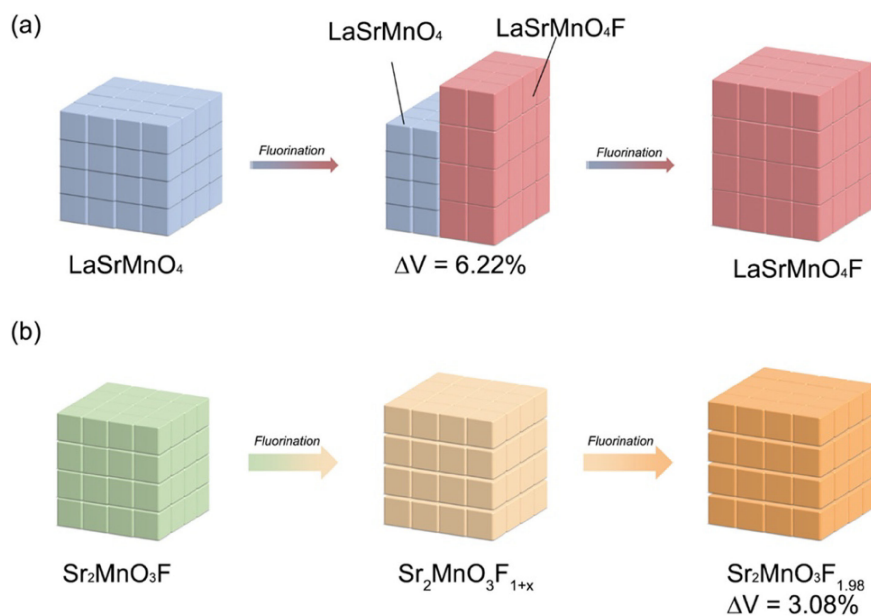 (a)
LaSrMnO₄
LaSrMnO₄F
Fluorination
Fluorination
LaSrMnO₄
ΔV = 6.22%
LaSrMnO₄F
(b)
Fluorination
Fluorination
Sr₂MnO₃F
Sr₂MnO₃F₁₊ₓ
Sr₂MnO₃F₁.₉₈
ΔV = 3.08%